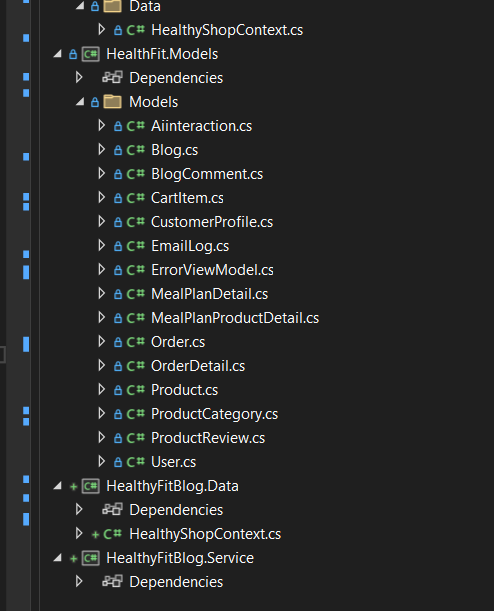 Data
C# HealthyShopContext.cs
C# HealthFit.Models
Dependencies
Models
C# Aiinteraction.cs
C# Blog.cs
C# BlogComment.cs
C# CartItem.cs
C# CustomerProfile.cs
C# EmailLog.cs
C# ErrorViewModel.cs
C# MealPlanDetail.cs
C# MealPlanProductDetail.cs
C# Order.cs
C# OrderDetail.cs
C# Product.cs
C# ProductCategory.cs
C# ProductReview.cs
C# User.cs
+ C# HealthyFitBlog.Data
Dependencies
+ C# HealthyShopContext.cs
+ C# HealthyFitBlog.Service
Dependencies